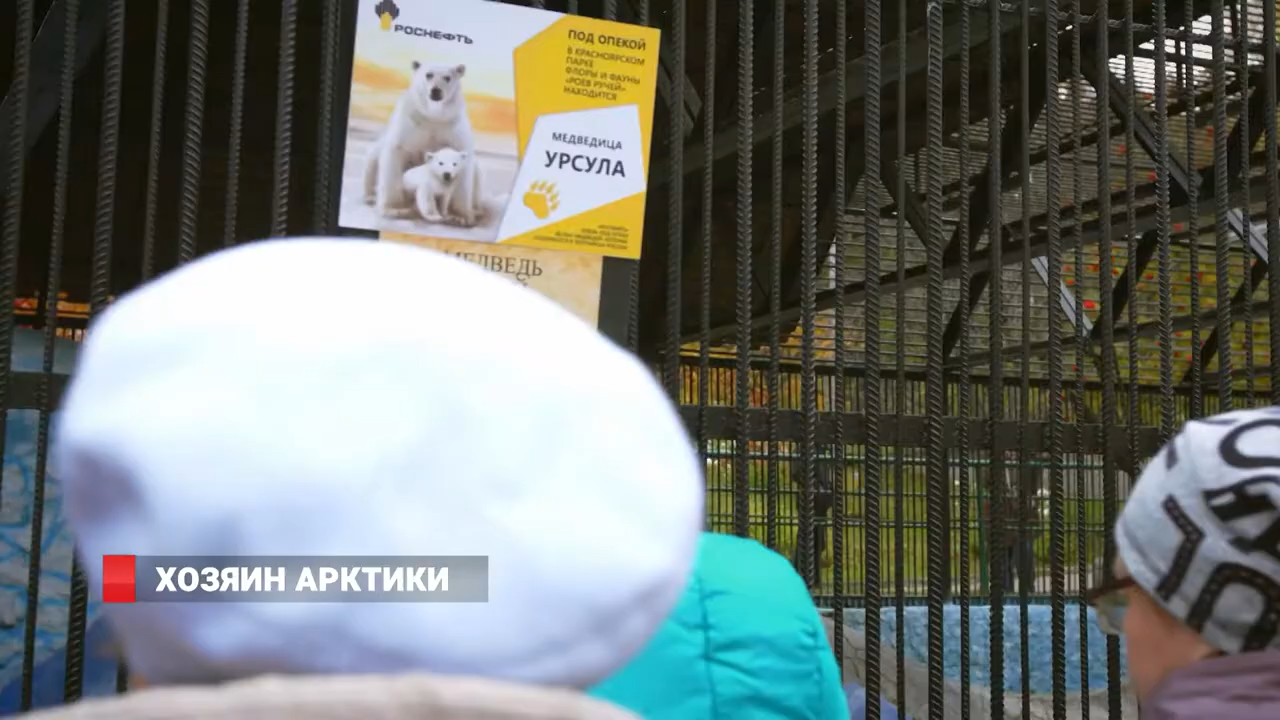 РОСНЕФТЬ
ПОД ОПЕКОЙ
В КРАСНОЯРСКОМ
ПАРКЕ
ФЛОРЫ И ФАУНЫ
«РОЕВ РУЧЕЙ»
НАХОДИТСЯ
МЕДВЕДИЦА
УРСУЛА
МЕДВЕДЬ
ХОЗЯИН АРКТИКИ